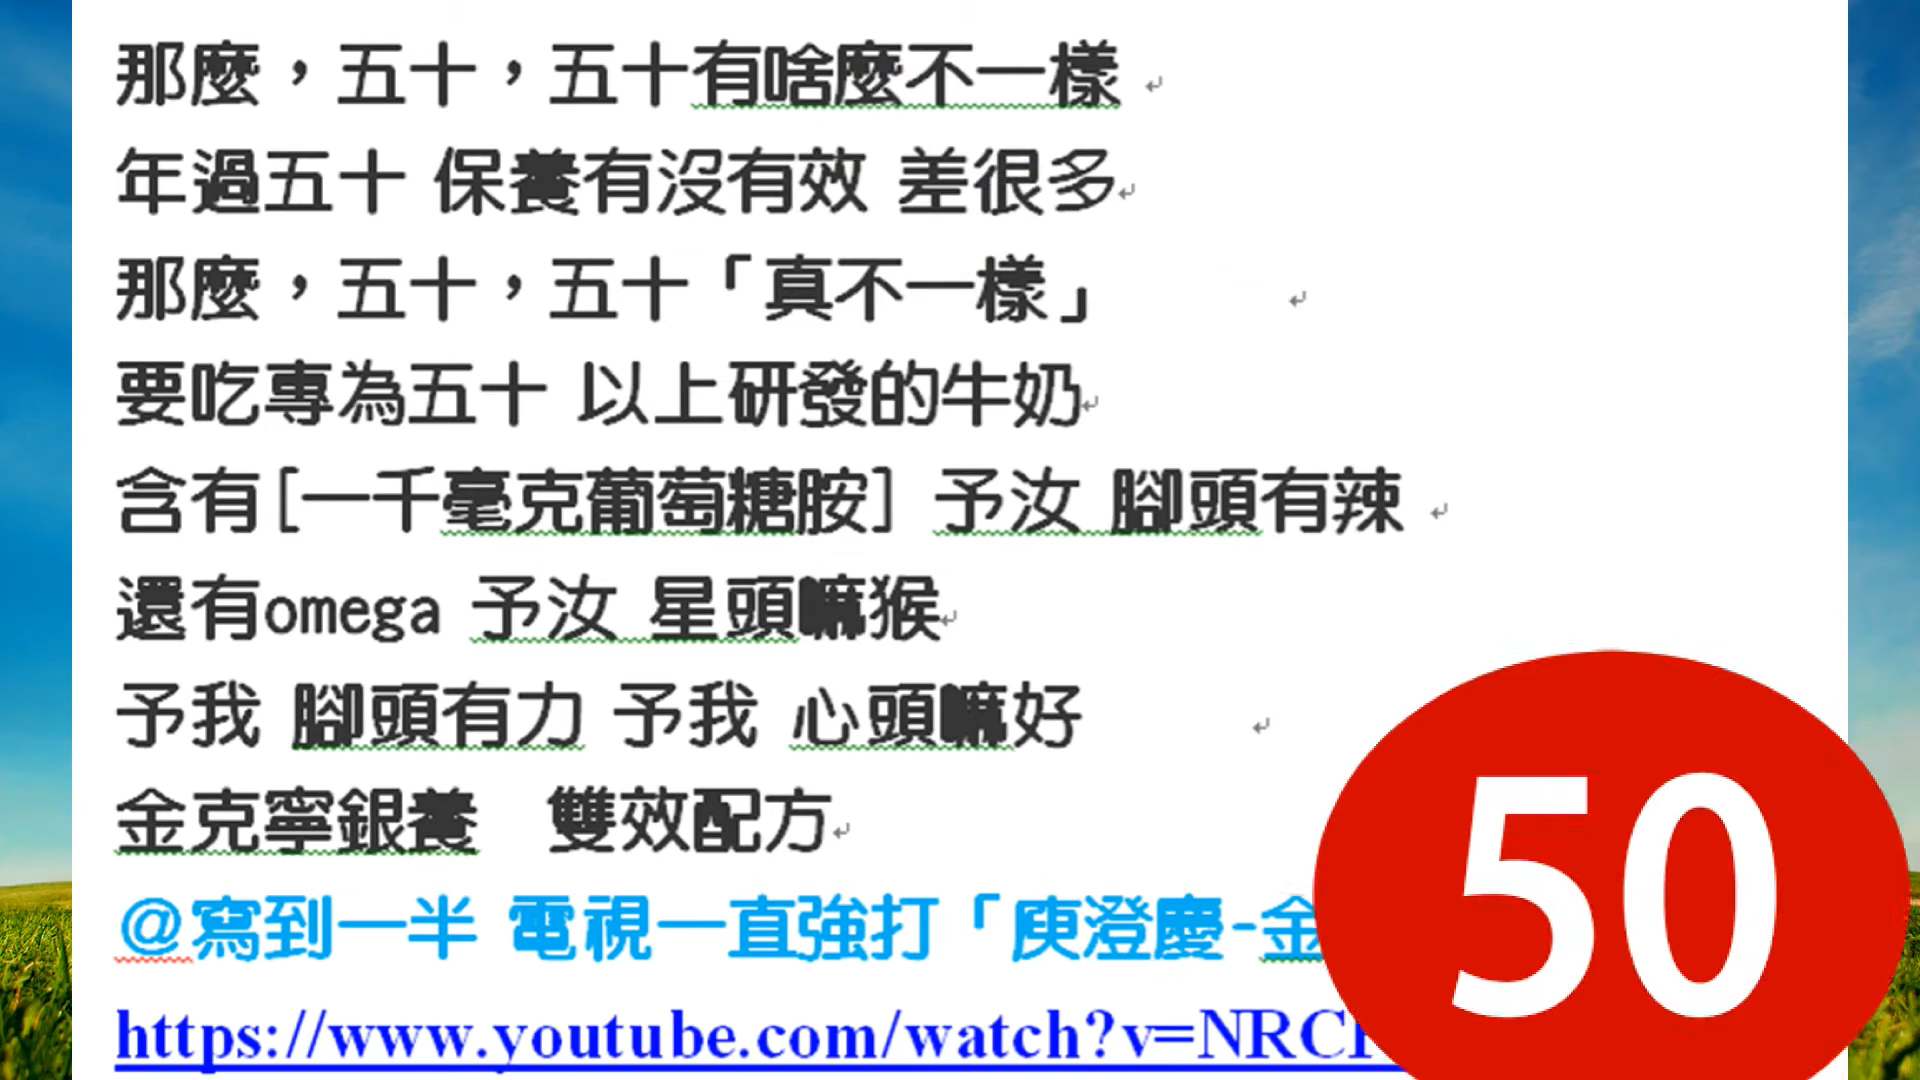 那麼，五十，五十有啥麼不一樣
年過五十 保養有沒有效 差很多
那麼，五十，五十「真不一樣」
要吃專為五十 以上研發的牛奶
含有[一千毫克葡萄糖胺] 予汝 腳頭有辣
還有omega 予汝 星頭嘛猴
予我 腳頭有力 予我 心頭嘛好
金克寧銀養 雙效配方
@寫到一半 電視一直強打「庾澄慶-金
https://www.youtube.com/watch?v=NRC
50